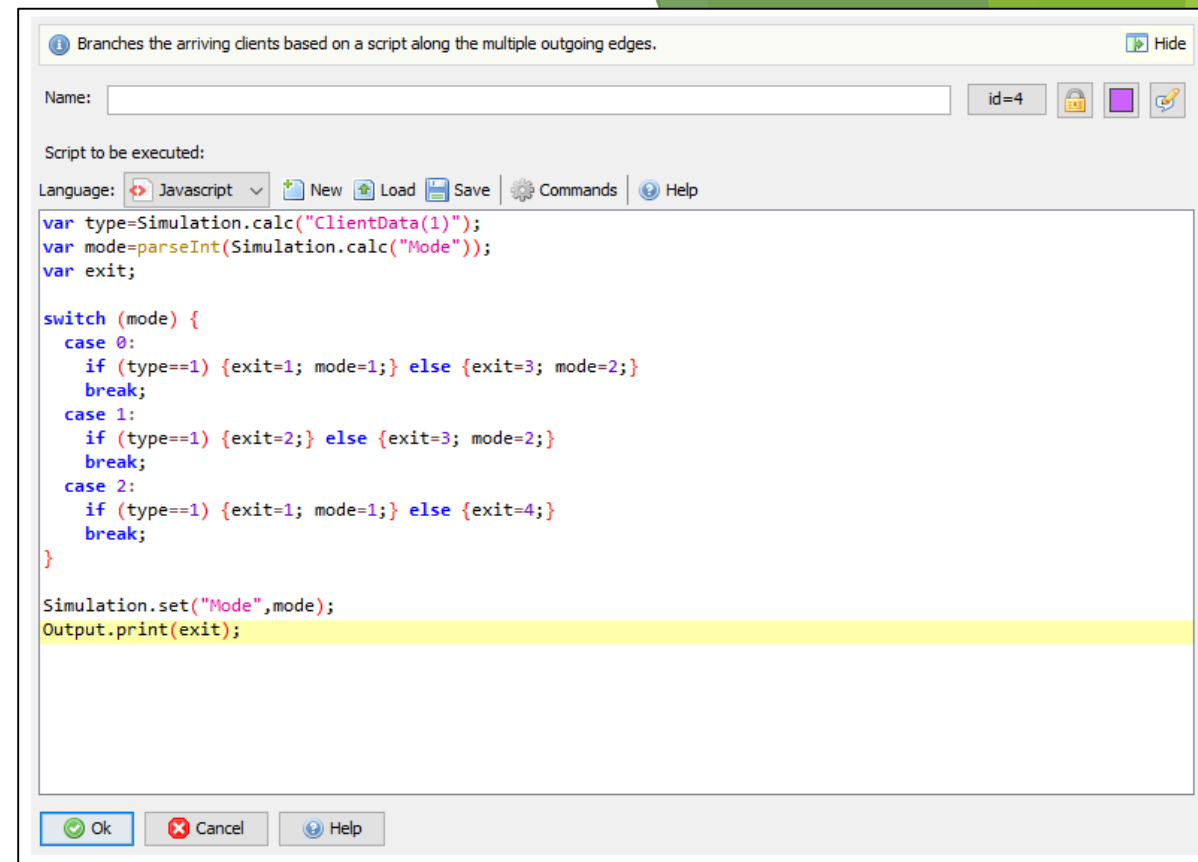 Branches the arriving clients based on a script along the multiple outgoing edges. Hide
Name: id=4
Script to be executed:
Language: Javascript New Load Save Commands Help
var type=Simulation.calc("ClientData(1)");
var mode=parseInt(Simulation.calc("Mode"));
var exit;
switch (mode) {
  case 0:
    if (type==1) {exit=1; mode=1;} else {exit=3; mode=2;}
    break;
  case 1:
    if (type==1) {exit=2;} else {exit=3; mode=2;}
    break;
  case 2:
    if (type==1) {exit=1; mode=1;} else {exit=4;}
    break;
}
Simulation.set("Mode",mode);
Output.print(exit);
Ok Cancel Help